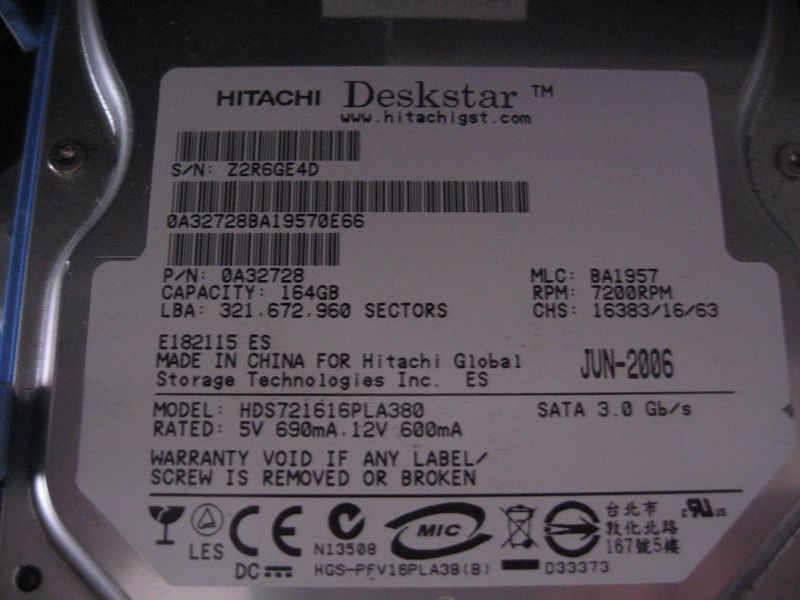 HITACHI Deskstar ™
www.hitachigst.com
S/N: Z2R6GE4D
0A32728BA19570E66
P/N: 0A32728 MLC: BA1957
CAPACITY: 164GB RPM: 7200RPM
LBA: 321.672.960 SECTORS CHS: 16383/16/63
E182115 ES
MADE IN CHINA FOR Hitachi Global JUN-2006
Storage Technologies Inc. ES
MODEL: HDS721616PLA380 SATA 3.0 Gb/s
RATED: 5V 690mA.12V 600mA
WARRANTY VOID IF ANY LABEL/
SCREW IS REMOVED OR BROKEN
台北市 c UR us
LES CE MIC 敦化北路
N13508 167號5樓
DC HGS-PFV16PLA38(B) D33373